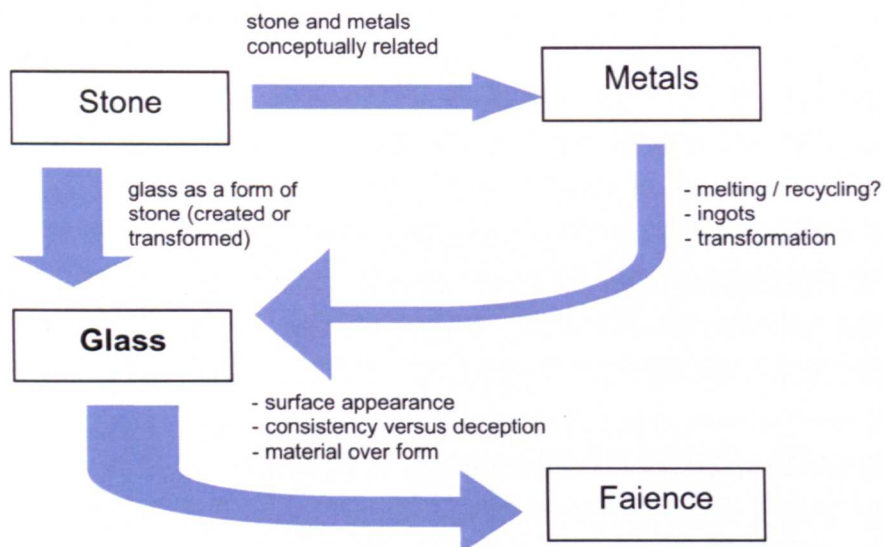 stone and metals
conceptually related
Stone
Metals
glass as a form of
stone (created or
transformed)
- melting / recycling?
- ingots
- transformation
Glass
- surface appearance
- consistency versus deception
- material over form
Faience